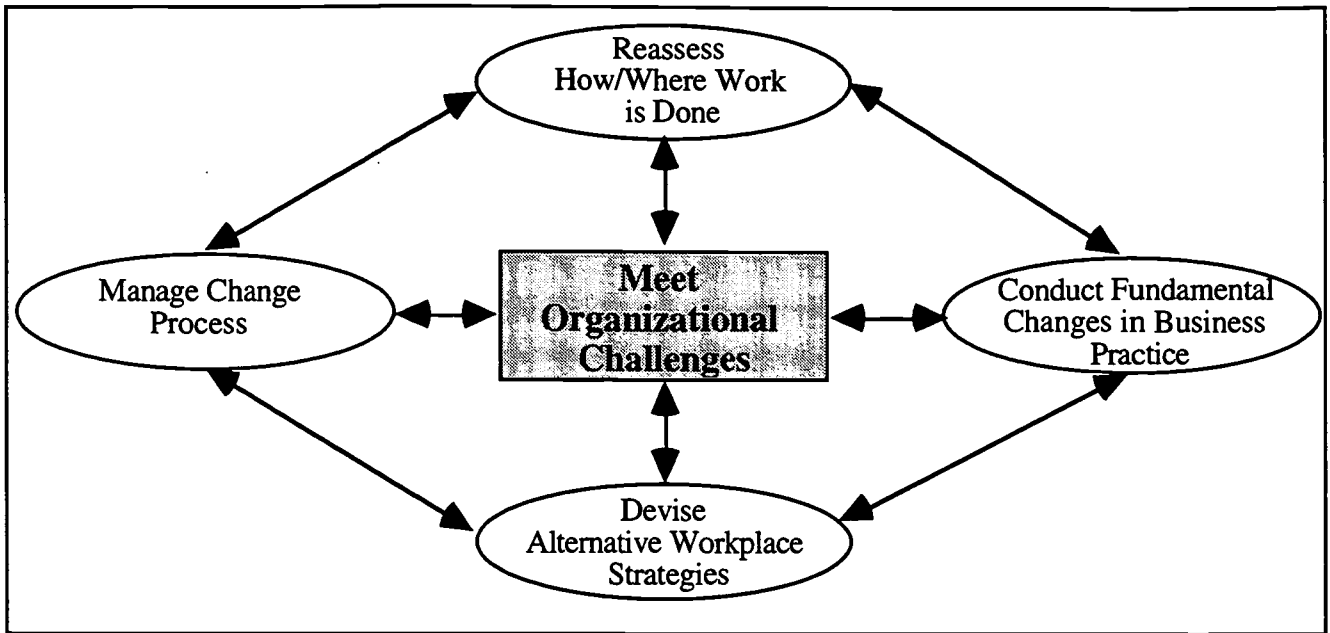 Reassess
How/Where Work
is Done
Manage Change
Process
Meet
Organizational
Challenges
Conduct Fundamental
Changes in Business
Practice
Devise
Alternative Workplace
Strategies